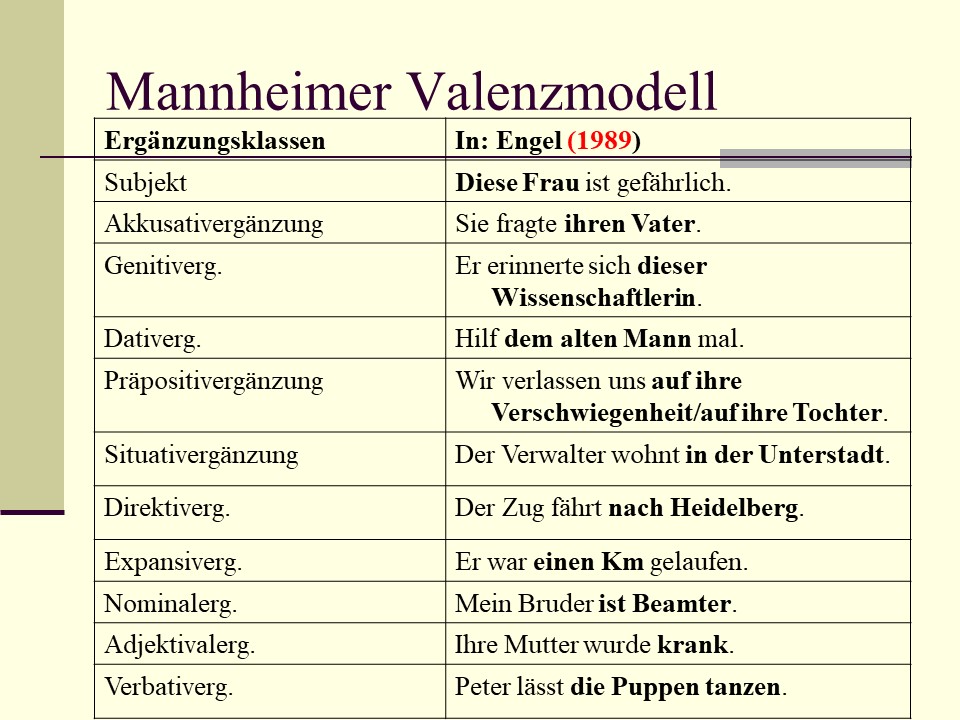 Mannheimer Valenzmodell
Ergänzungsklassen
In: Engel (1989)
Subjekt
Diese Frau ist gefährlich.
Akkusativergänzung
Sie fragte ihren Vater.
Genitiverg.
Er erinnerte sich dieser
Wissenschaftlerin.
Dativerg.
Hilf dem alten Mann mal.
Präpositivergänzung
Wir verlassen uns auf ihre
Verschwiegenheit/auf ihre Tochter.
Situativergänzung
Der Verwalter wohnt in der Unterstadt.
Direktiverg.
Der Zug fährt nach Heidelberg.
Expansiverg.
Er war einen Km gelaufen.
Nominalerg.
Mein Bruder ist Beamter.
Adjektivalerg.
Ihre Mutter wurde krank.
Verbativerg.
Peter lässt die Puppen tanzen.